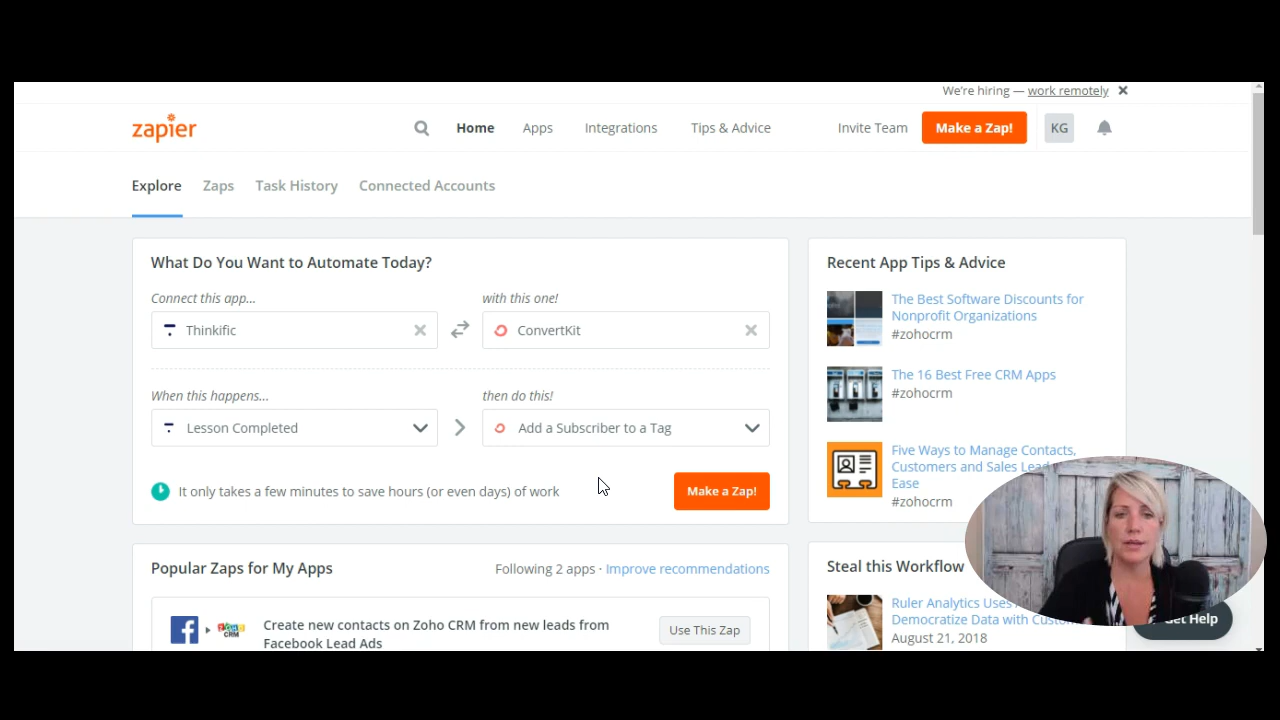 We're hiring — work remotely ✕
zapier
Home
Apps
Integrations
Tips & Advice
Invite Team
Make a Zap!
KG
Explore
Zaps
Task History
Connected Accounts
What Do You Want to Automate Today?
Connect this app...
with this one!
Thinkific
ConvertKit
When this happens...
then do this!
Lesson Completed
Add a Subscriber to a Tag
It only takes a few minutes to save hours (or even days) of work
Make a Zap!
Popular Zaps for My Apps
Following 2 apps · Improve recommendations
CRM
Create new contacts on Zoho CRM from new leads from
Facebook Lead Ads
Use This Zap
Recent App Tips & Advice
The Best Software Discounts for
Nonprofit Organizations
#zohocrm
The 16 Best Free CRM Apps
#zohocrm
Five Ways to Manage Contacts,
Customers and Sales Lead
Ease
#zohocrm
Steal this Workflow
Ruler Analytics Uses
Democratize Data with
August 21, 2018
Help